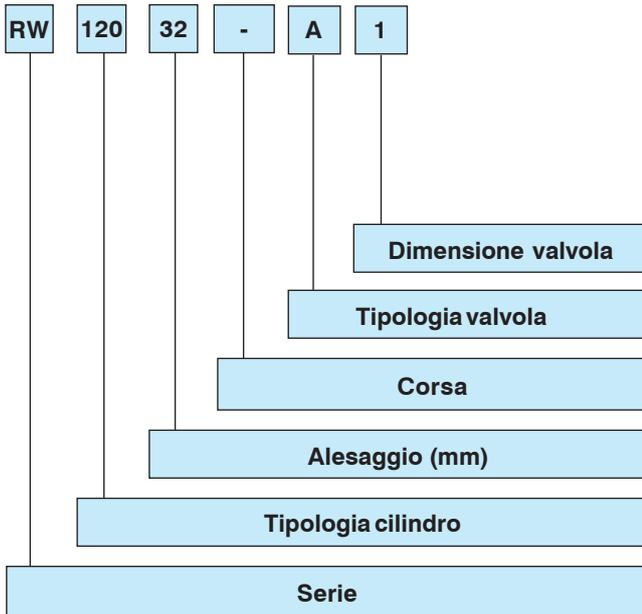 RW 120 32 - A 1
Dimensione valvola
Tipologia valvola
Corsa
Alesaggio (mm)
Tipologia cilindro
Serie